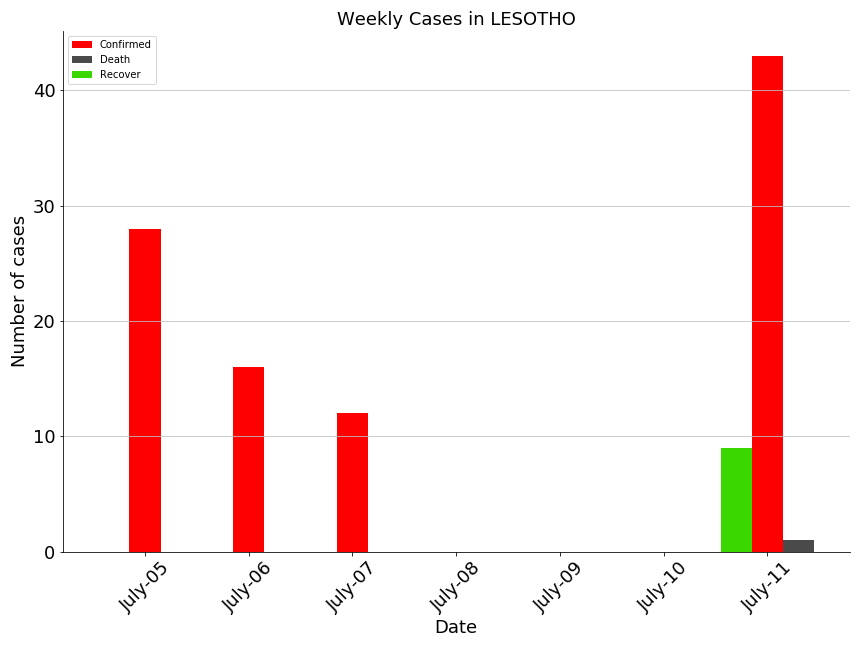 Weekly Cases in LESOTHO
Confirmed
Death
Recover
Number of cases
40
30
20
10
0
July-05
July-06
July-07
July-08
July-09
July-10
July-11
Date